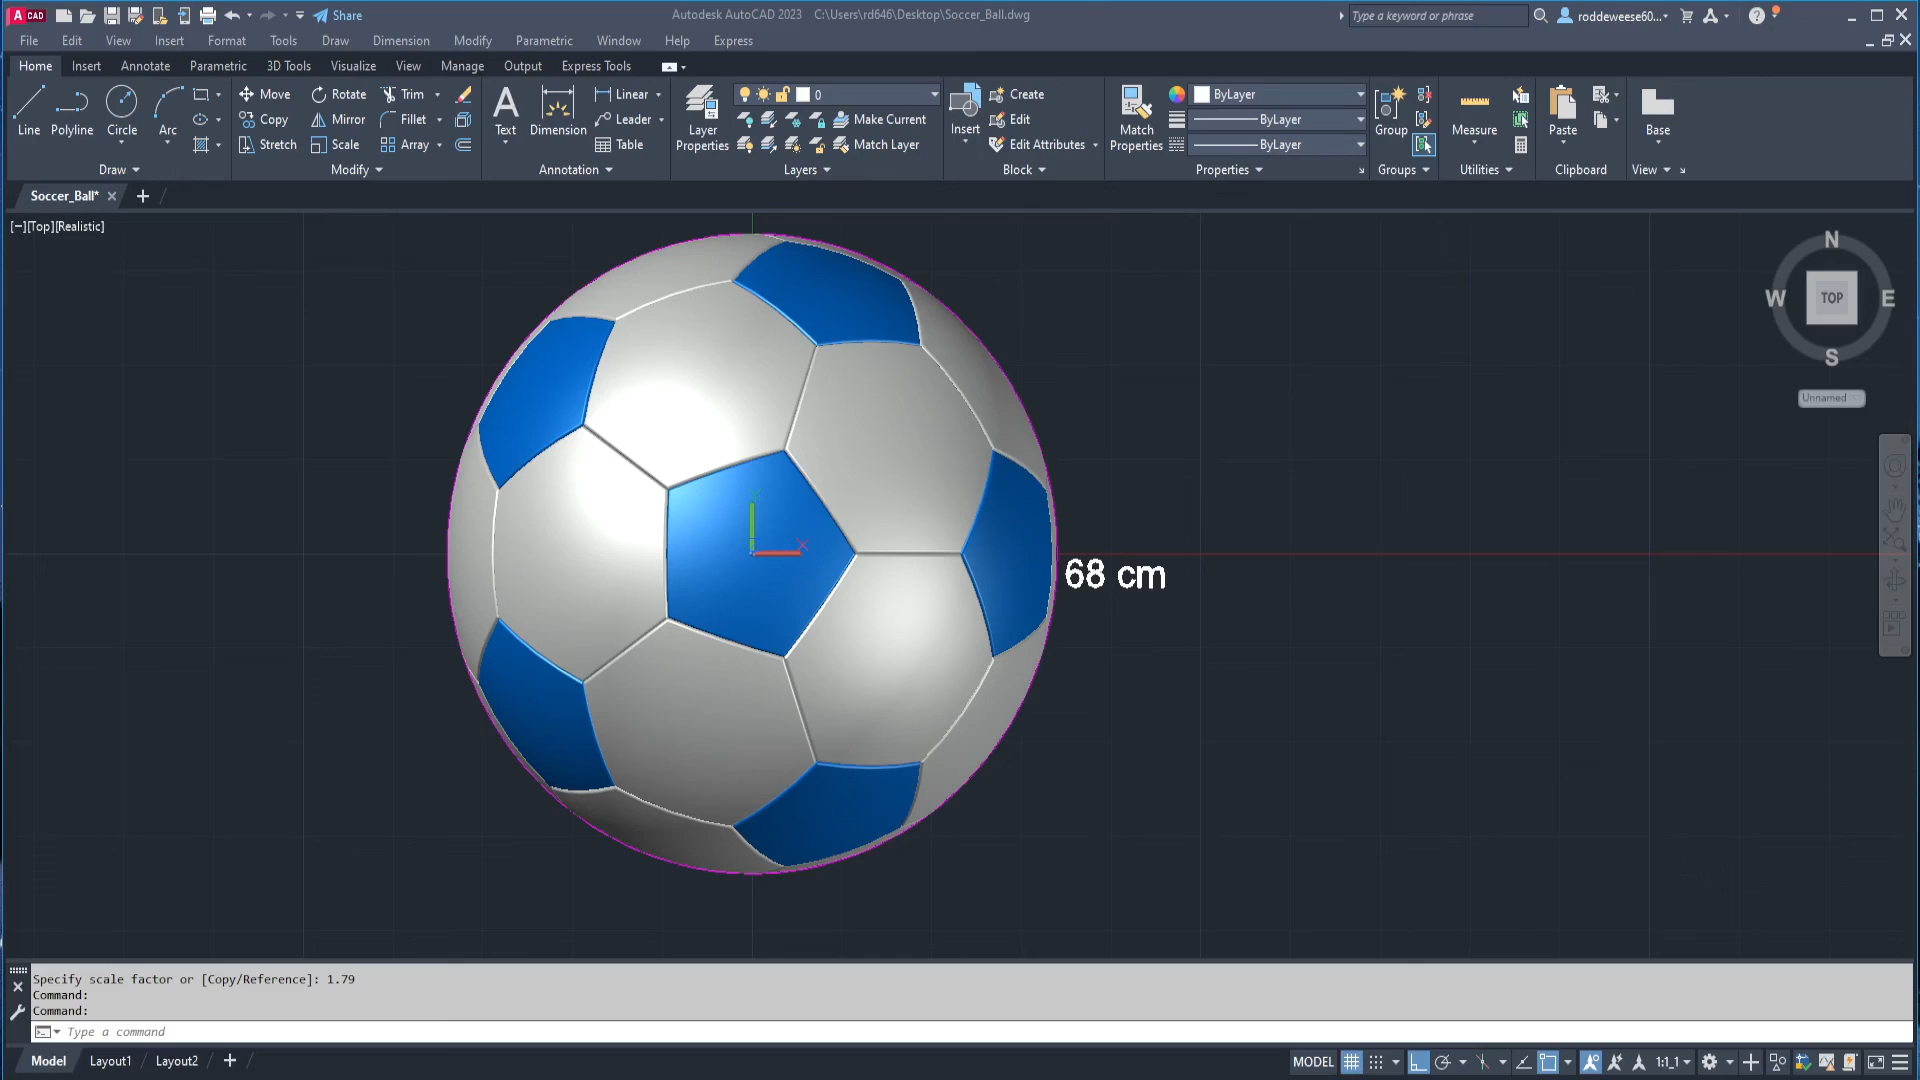 A CAD Share Autodesk AutoCAD 2023 C:\Users\rd646\Desktop\Soccer_Ball.dwg Type a keyword or phrase roddeweese60...
File Edit View Insert Format Tools Draw Dimension Modify Parametric Window Help Express
Home Insert Annotate Parametric 3D Tools Visualize View Manage Output Express Tools
Line Polyline Circle Arc
Draw
Move Rotate Trim
Copy Mirror Fillet
Stretch Scale Array
Modify
Text Dimension
Linear
Leader
Table
Annotation
Layer Properties
0
Make Current
Match Layer
Layers
Insert
Create
Edit
Edit Attributes
Block
Match Properties
ByLayer
ByLayer
ByLayer
Properties
Group
Groups
Measure
Utilities
Paste
Clipboard
Base
View
Soccer_Ball*
[−][Top][Realistic]
N
W TOP E
S
Unnamed
Y
X
68 cm
Specify scale factor or [Copy/Reference]: 1.79
Command:
Command:
Type a command
Model Layout1 Layout2 MODEL 1:1_1